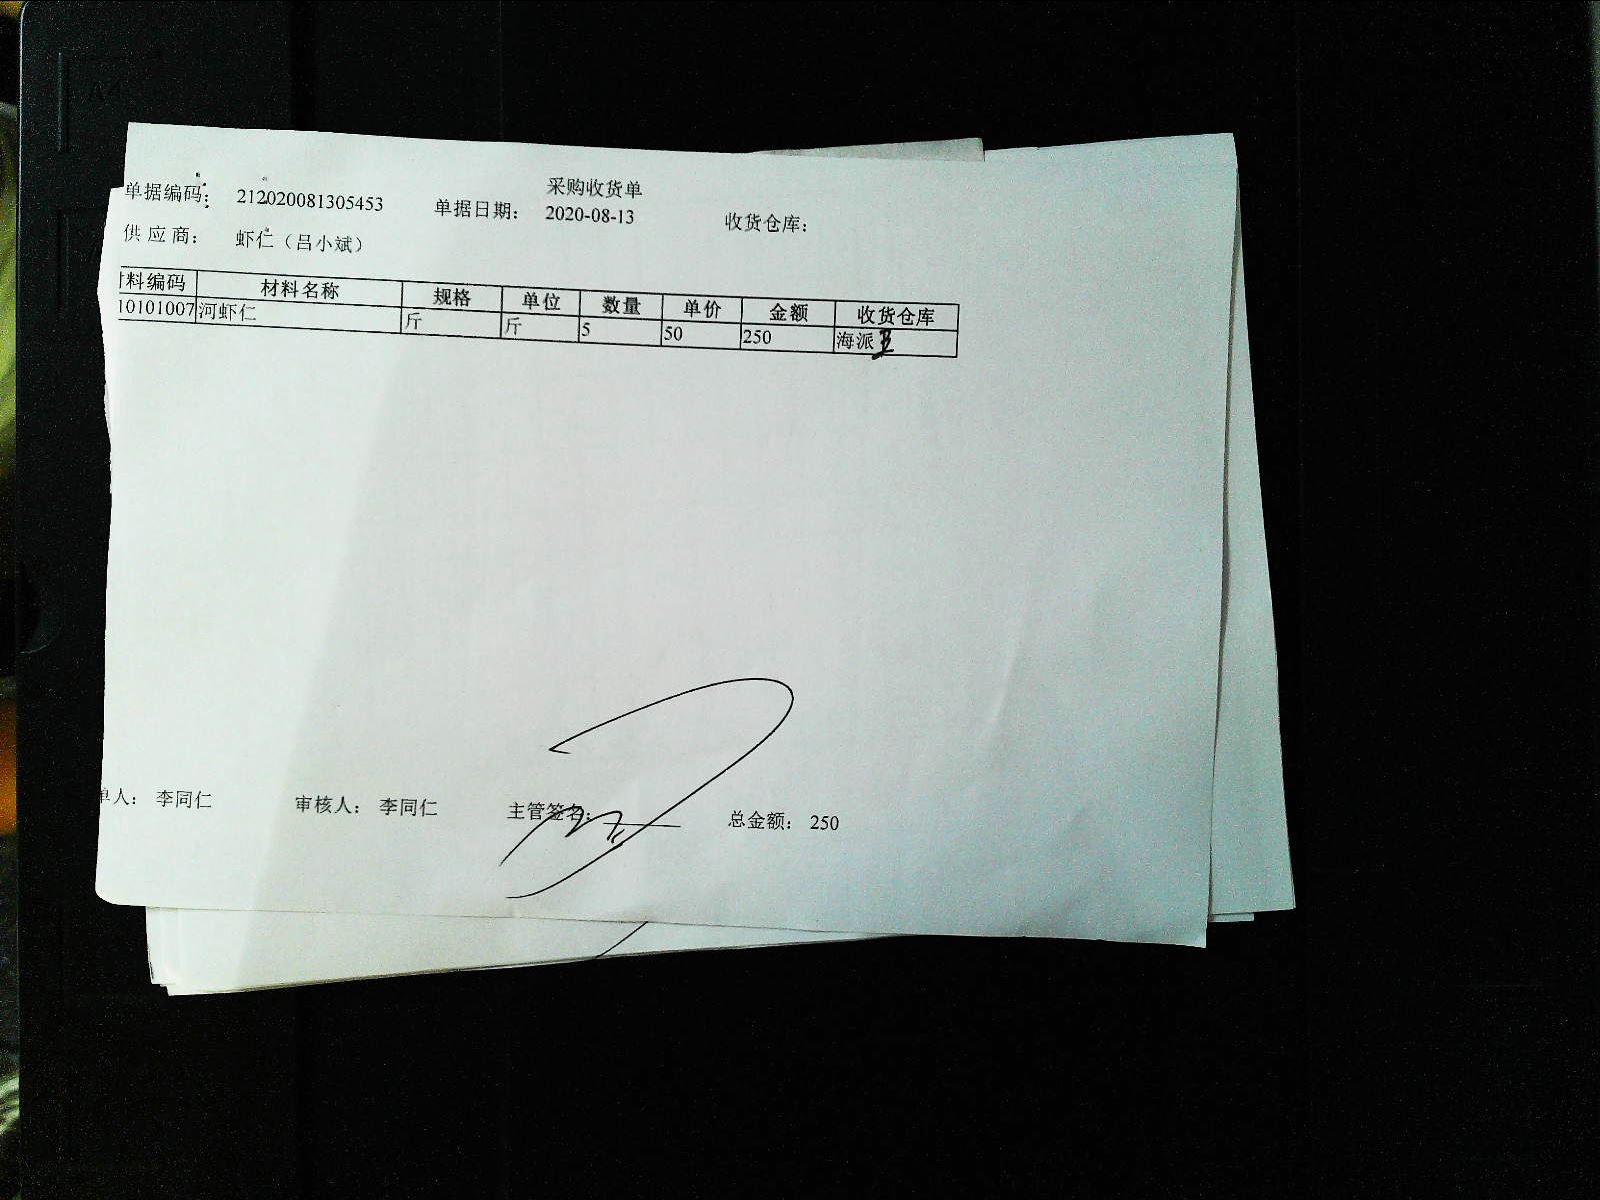 采购收货单
单据编码: 212020081305453 单据日期: 2020-08-13 收货仓库:
供应商: 虾仁（吕小斌）
料编码 材料名称 规格 单位 数量 单价 金额 收货仓库
10101007 河虾仁 斤 斤 5 50 250 海派
单人: 李同仁 审核人: 李同仁 主管签名: 总金额: 250